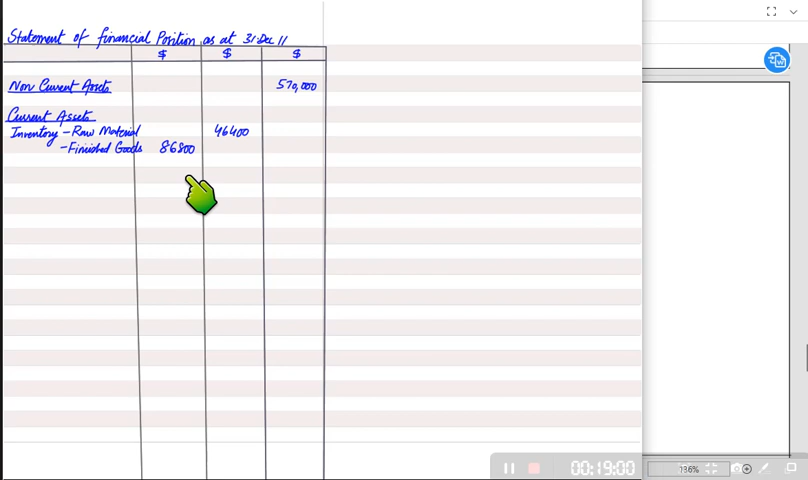 Statement of financial Position as at 31 Dec 11
$ $ $
Non Current Assets 570,000
Current Assets
Inventory - Raw Material 46400
- Finished Goods 86800
00:19:00
136%